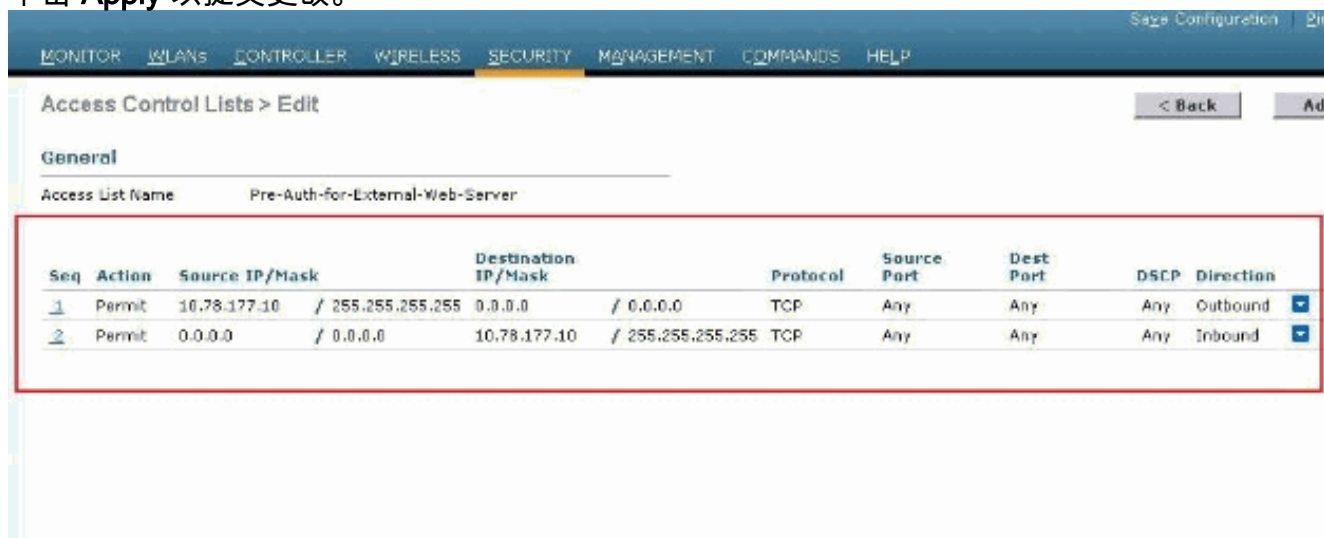 单击 Apply 以提交更改。
Save Configuration
MONITOR WLANs CONTROLLER WIRELESS SECURITY MANAGEMENT COMMANDS HELP
Access Control Lists > Edit
< Back
General
Access List Name Pre-Auth-for-External-Web-Server
Seq Action Source IP/Mask Destination IP/Mask Protocol Source Port Dest Port DSCP Direction
1 Permit 10.78.177.10 / 255.255.255.255 0.0.0.0 / 0.0.0.0 TCP Any Any Any Outbound
2 Permit 0.0.0.0 / 0.0.0.0 10.78.177.10 / 255.255.255.255 TCP Any Any Any Inbound